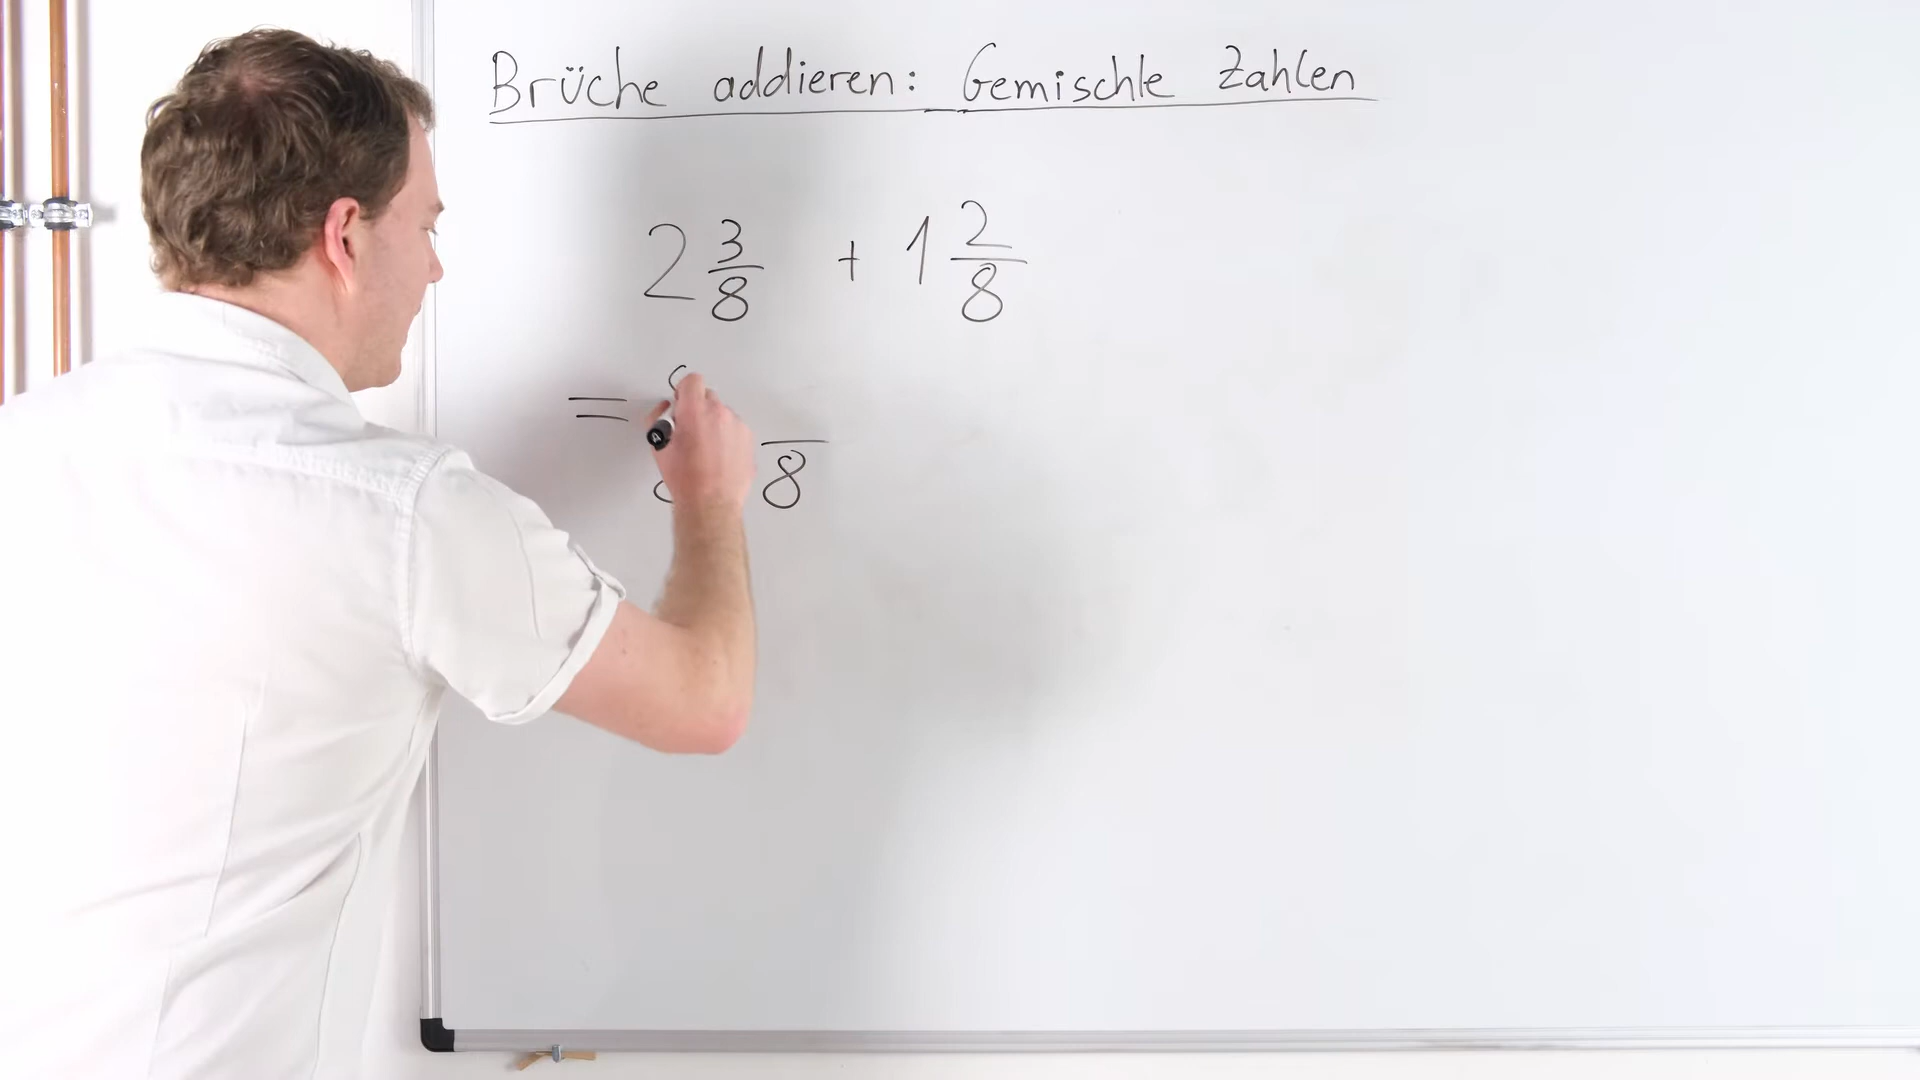 Brüche addieren: Gemischte Zahlen
2 3/8 + 1 2/8
=
8